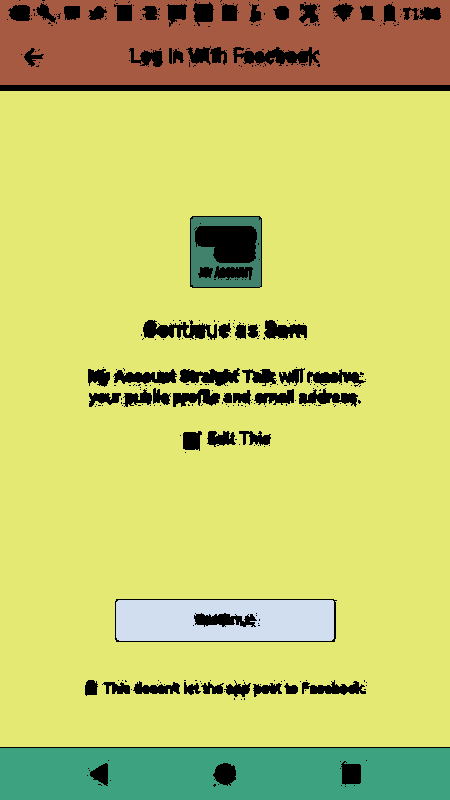 11:06
Log In With Facebook
MY ACCOUNT
Continue as Sam
My Account Straight Talk will receive:
your public profile and email address.
Edit This
Continue
This doesn't let the app post to Facebook.